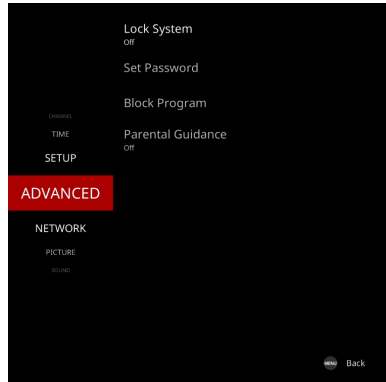 Lock System
Off
Set Password
Block Program
Parental Guidance
Off
CHANNEL
TIME
SETUP
ADVANCED
NETWORK
PICTURE
SOUND
MENU Back